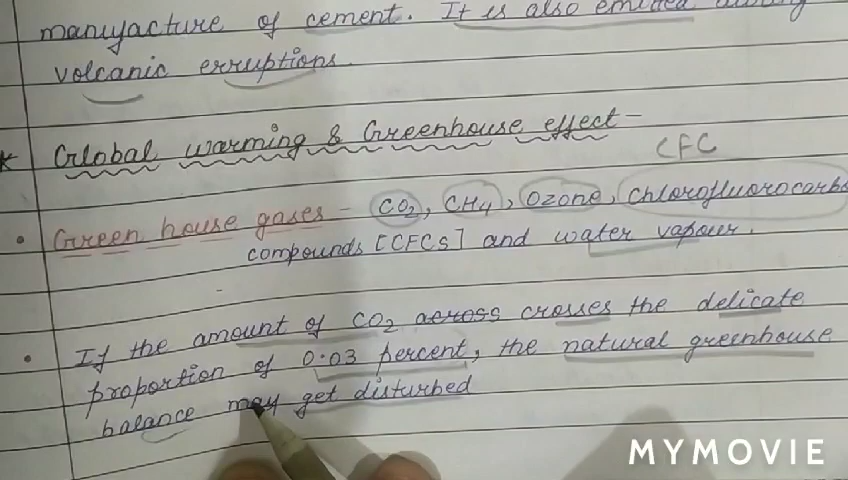 manufacture of cement. It is also emitted during
volcanic erruptions.
* Global warming & Greenhouse effect -
CFC
• Green house gases - CO2, CH4, Ozone, Chlorofluorocarbo
compounds [CFCs] and water vapour.
• If the amount of CO2 across crosses the delicate
proportion of 0.03 percent, the natural greenhouse
balance may get disturbed
MYMOVIE